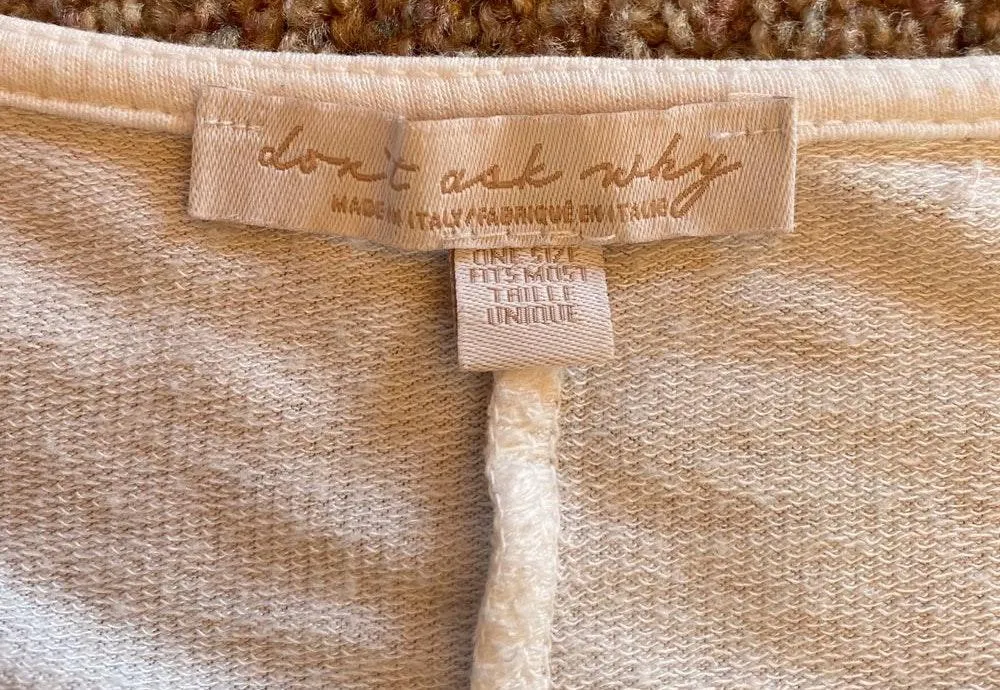 don't ask why
MADE IN ITALY/FABRIQUÉ EN ITALIE
ONE SIZE
FITS MOST
TAILLE
UNIQUE